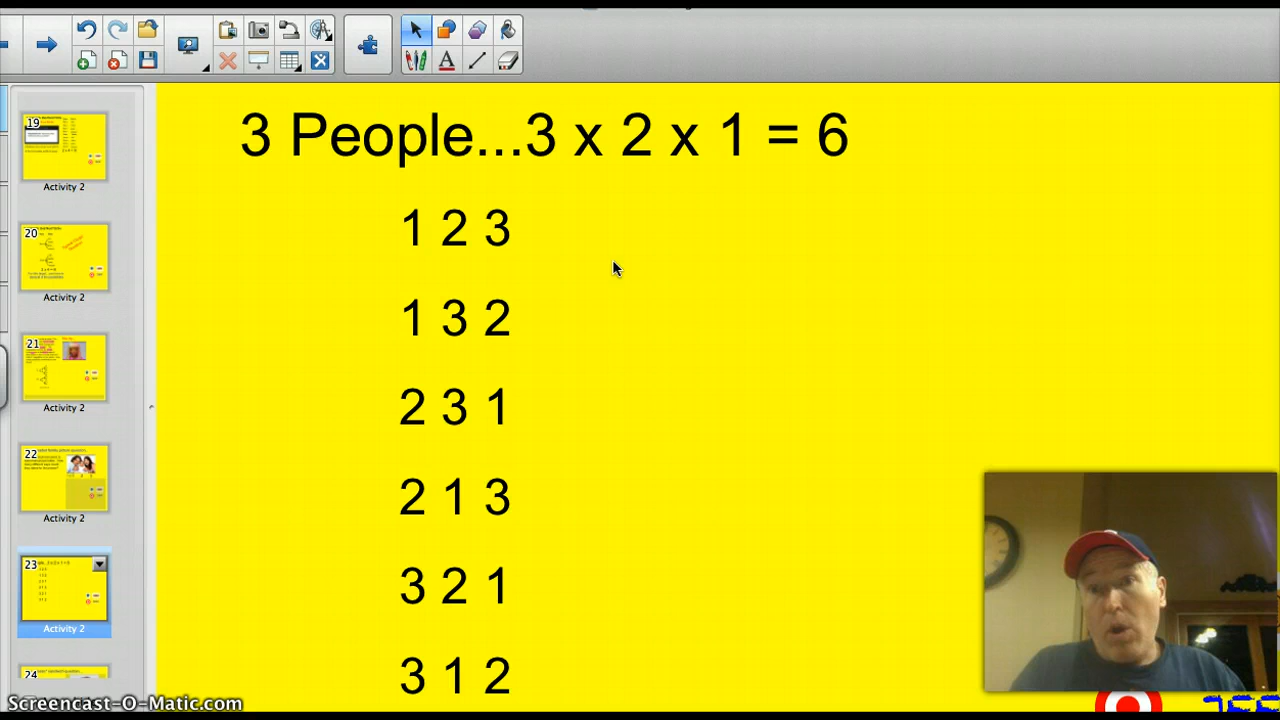 3 People...3 x 2 x 1 = 6
1 2 3
1 3 2
2 3 1
2 1 3
3 2 1
3 1 2
19
Activity 2
20
Activity 2
21
Activity 2
22
Activity 2
23
Activity 2
24
Screencast-O-Matic.com